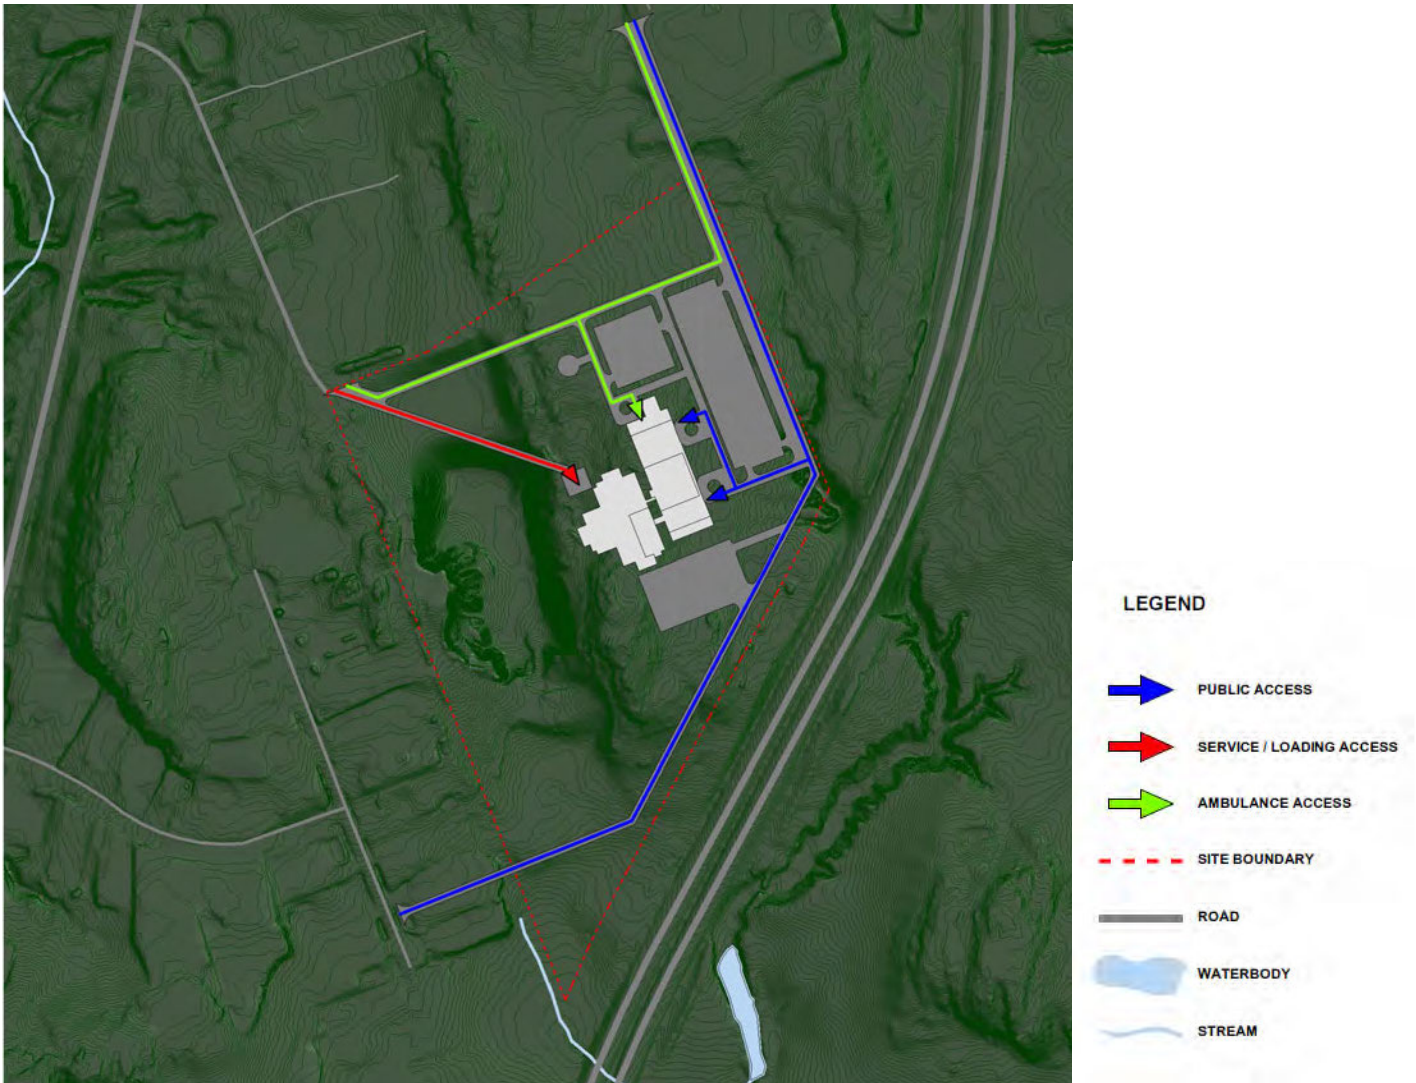 LEGEND
PUBLIC ACCESS
SERVICE / LOADING ACCESS
AMBULANCE ACCESS
SITE BOUNDARY
ROAD
WATERBODY
STREAM